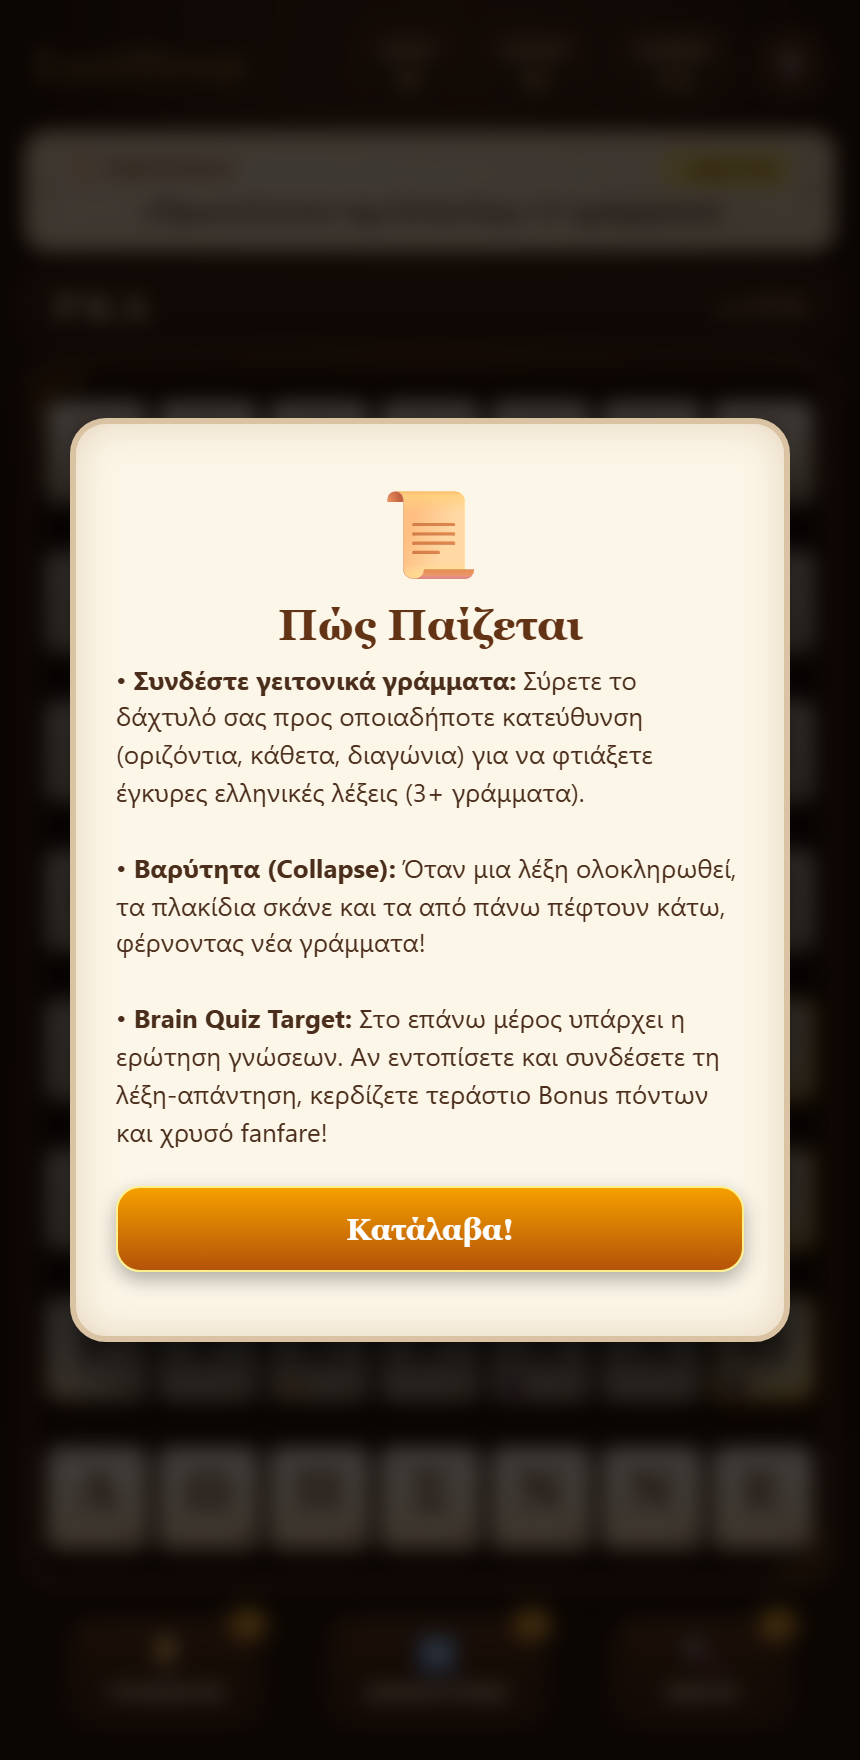 Πώς Παίζεται
• Συνδέστε γειτονικά γράμματα: Σύρετε το
δάχτυλό σας προς οποιαδήποτε κατεύθυνση
(οριζόντια, κάθετα, διαγώνια) για να φτιάξετε
έγκυρες ελληνικές λέξεις (3+ γράμματα).
• Βαρύτητα (Collapse): Όταν μια λέξη ολοκληρωθεί,
τα πλακίδια σκάνε και τα από πάνω πέφτουν κάτω,
φέρνοντας νέα γράμματα!
• Brain Quiz Target: Στο επάνω μέρος υπάρχει η
ερώτηση γνώσεων. Αν εντοπίσετε και συνδέσετε τη
λέξη-απάντηση, κερδίζετε τεράστιο Bonus πόντων
και χρυσό fanfare!
Κατάλαβα!